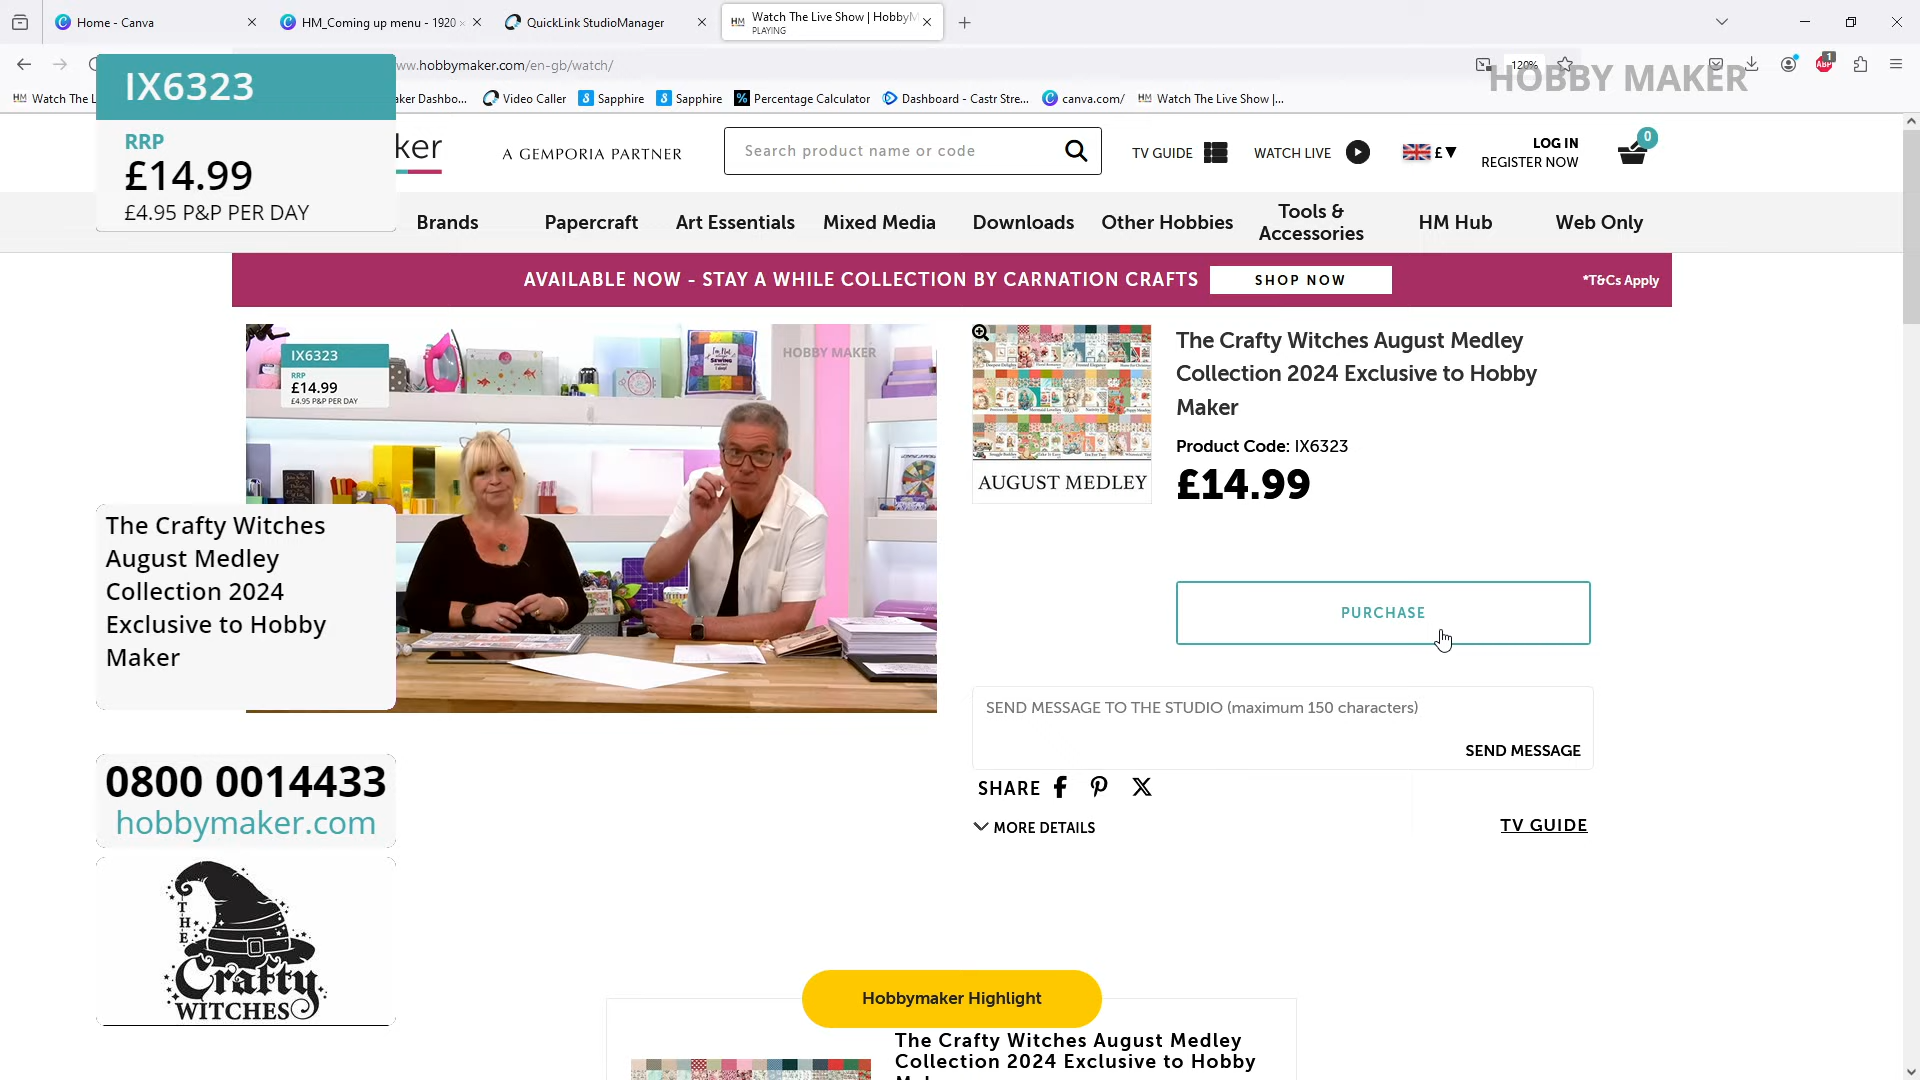 Home - Canva
HM_Coming up menu - 1920
QuickLink StudioManager
Watch The Live Show | HobbyM
PLAYING
ww.hobbymaker.com/en-gb/watch/
120%
HOBBY MAKER
Watch The L
aker Dashbo...
Video Caller
Sapphire
Sapphire
Percentage Calculator
Dashboard - Castr Stre...
canva.com/
Watch The Live Show |...
IX6323
RRP
£14.99
£4.95 P&P PER DAY
ker
A GEMPORIA PARTNER
Search product name or code
TV GUIDE
WATCH LIVE
£
LOG IN
REGISTER NOW
0
Brands
Papercraft
Art Essentials
Mixed Media
Downloads
Other Hobbies
Tools &
Accessories
HM Hub
Web Only
AVAILABLE NOW - STAY A WHILE COLLECTION BY CARNATION CRAFTS
SHOP NOW
*T&Cs Apply
IX6323
RRP
£14.99
£4.95 P&P PER DAY
HOBBY MAKER
AUGUST MEDLEY
The Crafty Witches August Medley
Collection 2024 Exclusive to Hobby
Maker
Product Code: IX6323
£14.99
PURCHASE
The Crafty Witches
August Medley
Collection 2024
Exclusive to Hobby
Maker
SEND MESSAGE TO THE STUDIO (maximum 150 characters)
SEND MESSAGE
SHARE
MORE DETAILS
TV GUIDE
0800 0014433
hobbymaker.com
THE
Crafty
WITCHES
Hobbymaker Highlight
The Crafty Witches August Medley
Collection 2024 Exclusive to Hobby